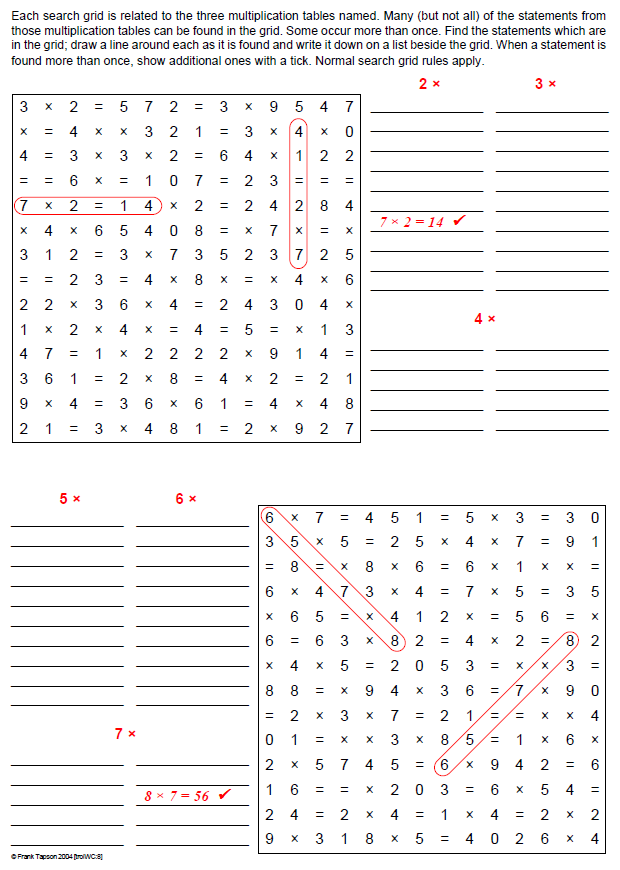 Each search grid is related to the three multiplication tables named. Many (but not all) of the statements from
those multiplication tables can be found in the grid. Some occur more than once. Find the statements which are
in the grid; draw a line around each as it is found and write it down on a list beside the grid. When a statement is
found more than once, show additional ones with a tick. Normal search grid rules apply.
2 × 3 ×
3 × 2 = 5 7 2 = 3 × 9 5 4 7
× = 4 × × 3 2 1 = 3 × 4 × 0
4 = 3 × 3 × 2 = 6 4 × 1 2 2
= = 6 × = 1 0 7 = 2 3 = = =
7 × 2 = 1 4 × 2 = 2 4 2 8 4
7 × 2 = 14 ✓
× 4 × 6 5 4 0 8 = × 7 × = ×
3 1 2 = 3 × 7 3 5 2 3 7 2 5
= = 2 3 = 4 × 8 × = × 4 × 6
2 2 × 3 6 × 4 = 2 4 3 0 4 ×
4 ×
1 × 2 × 4 × = 4 = 5 = × 1 3
4 7 = 1 × 2 2 2 2 × 9 1 4 =
3 6 1 = 2 × 8 = 4 × 2 = 2 1
9 × 4 = 3 6 × 6 1 = 4 × 4 8
2 1 = 3 × 4 8 1 = 2 × 9 2 7
5 × 6 ×
6 × 7 = 4 5 1 = 5 × 3 = 3 0
3 5 × 5 = 2 5 × 4 × 7 = 9 1
= 8 = × 8 × 6 = 6 × 1 × × =
6 × 4 7 3 × 4 = 7 × 5 = 3 5
× 6 5 = × 4 1 2 × = 5 6 = ×
6 = 6 3 × 8 2 = 4 × 2 = 8 2
× 4 × 5 = 2 0 5 3 = × × 3 =
8 8 = × 9 4 × 3 6 = 7 × 9 0
= 2 × 3 × 7 = 2 1 = = × × 4
7 ×
0 1 = × × 3 × 8 5 = 1 × 6 ×
2 × 5 7 4 5 = 6 × 9 4 2 = 6
8 × 7 = 56 ✓
1 6 = = × 2 0 3 = 6 × 5 4 =
2 4 = 2 × 4 = 1 × 4 = 2 × 2
9 × 3 1 8 × 5 = 4 0 2 6 × 4
© Frank Tapson 2004 [trolWC:8]